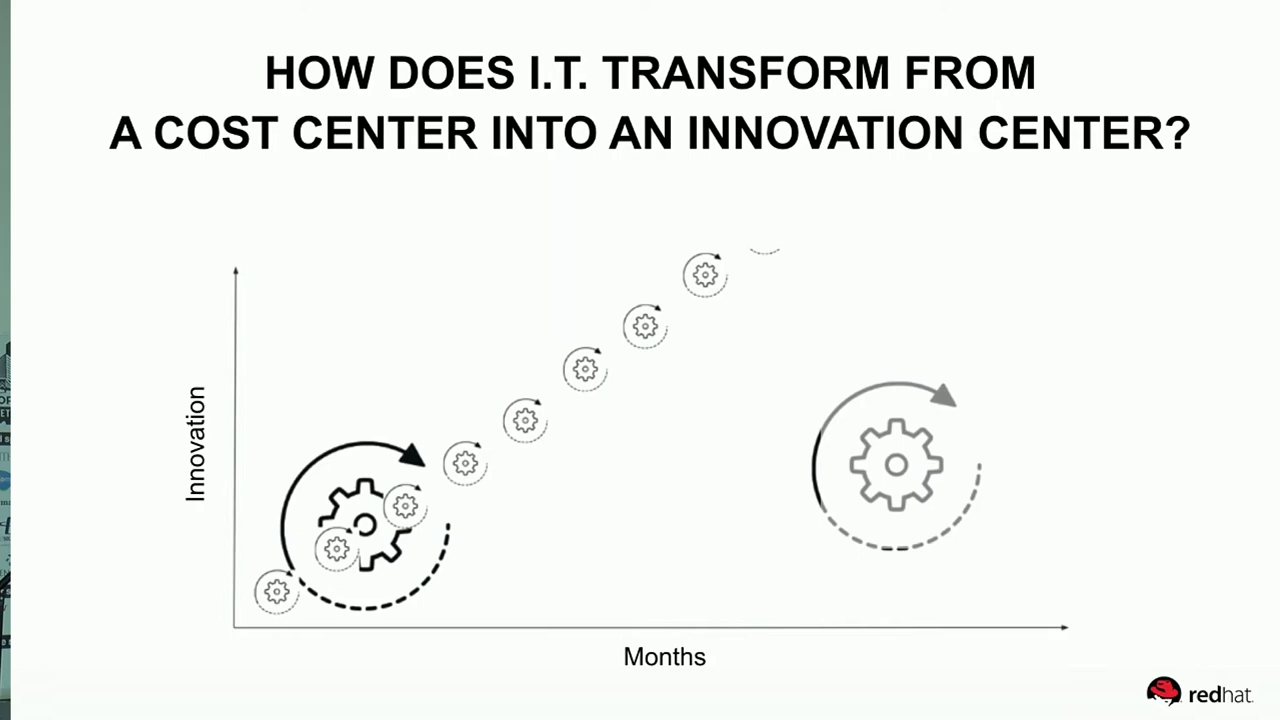 HOW DOES I.T. TRANSFORM FROM
A COST CENTER INTO AN INNOVATION CENTER?
Innovation
Months
redhat.